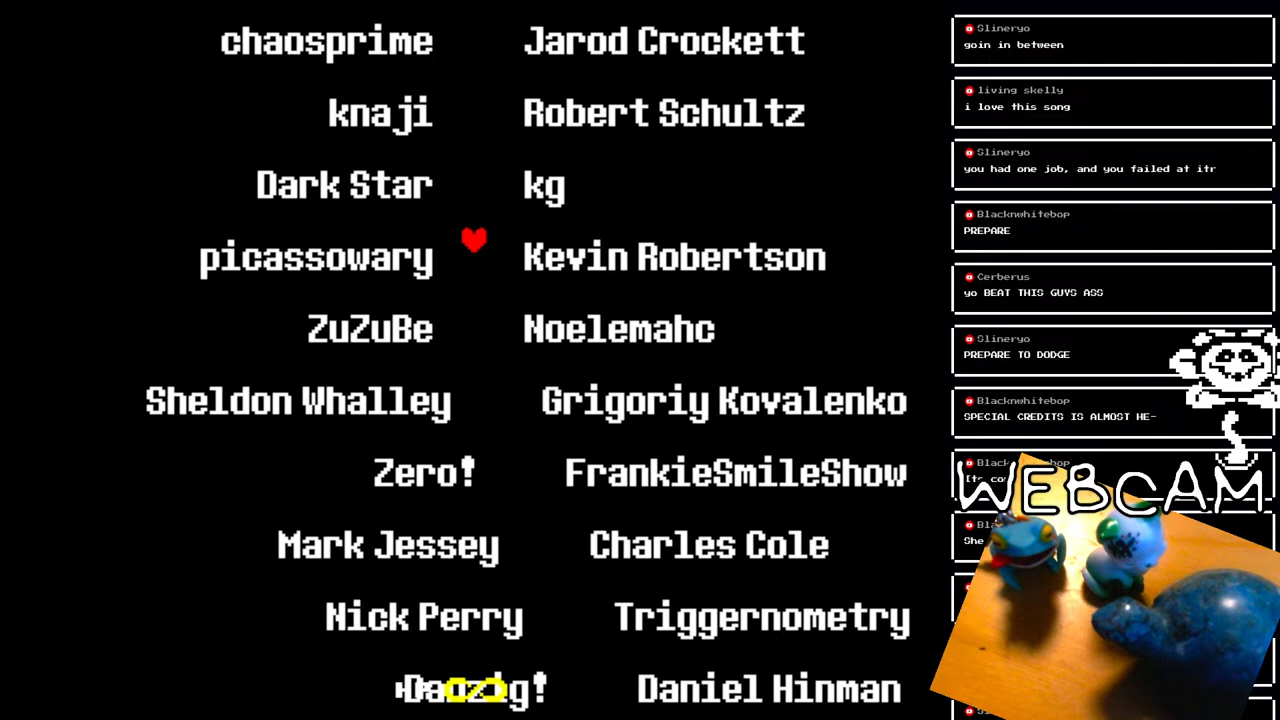 chaosprime Jarod Crockett
knaji Robert Schultz
Dark Star kg
picassowary Kevin Robertson
ZuZuBe Noelemahc
Sheldon Whalley Grigoriy Kovalenko
Zero! FrankieSmileShow
Mark Jessey Charles Cole
Nick Perry Triggernometry
Danzig! Daniel Hinman
Slineryo
goin in between
living skelly
i love this song
Slineryo
you had one job, and you failed at itr
Blacknwhitebop
PREPARE
Cerberus
yo BEAT THIS GUYS ASS
Slineryo
PREPARE TO DODGE
Blacknwhitebop
SPECIAL CREDITS IS ALMOST HE-
WEBCAM
She